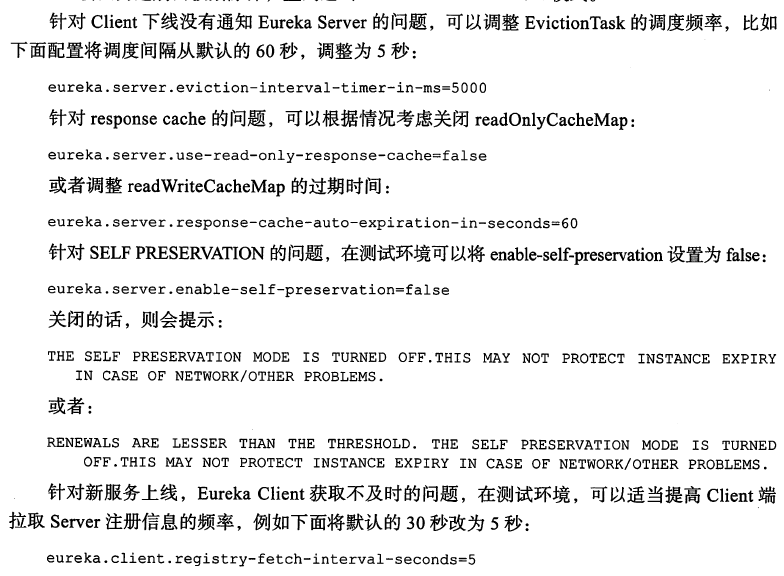 针对 Client 下线没有通知 Eureka Server 的问题，可以调整 EvictionTask 的调度频率，比如
下面配置将调度间隔从默认的 60 秒，调整为 5 秒：
eureka.server.eviction-interval-timer-in-ms=5000
针对 response cache 的问题，可以根据情况考虑关闭 readOnlyCacheMap：
eureka.server.use-read-only-response-cache=false
或者调整 readWriteCacheMap 的过期时间：
eureka.server.response-cache-auto-expiration-in-seconds=60
针对 SELF PRESERVATION 的问题，在测试环境可以将 enable-self-preservation 设置为 false：
eureka.server.enable-self-preservation=false
关闭的话，则会提示：
THE SELF PRESERVATION MODE IS TURNED OFF.THIS MAY NOT PROTECT INSTANCE EXPIRY
IN CASE OF NETWORK/OTHER PROBLEMS.
或者：
RENEWALS ARE LESSER THAN THE THRESHOLD. THE SELF PRESERVATION MODE IS TURNED
OFF.THIS MAY NOT PROTECT INSTANCE EXPIRY IN CASE OF NETWORK/OTHER PROBLEMS.
针对新服务上线，Eureka Client 获取不及时的问题，在测试环境，可以适当提高 Client 端
拉取 Server 注册信息的频率，例如下面将默认的 30 秒改为 5 秒：
eureka.client.registry-fetch-interval-seconds=5